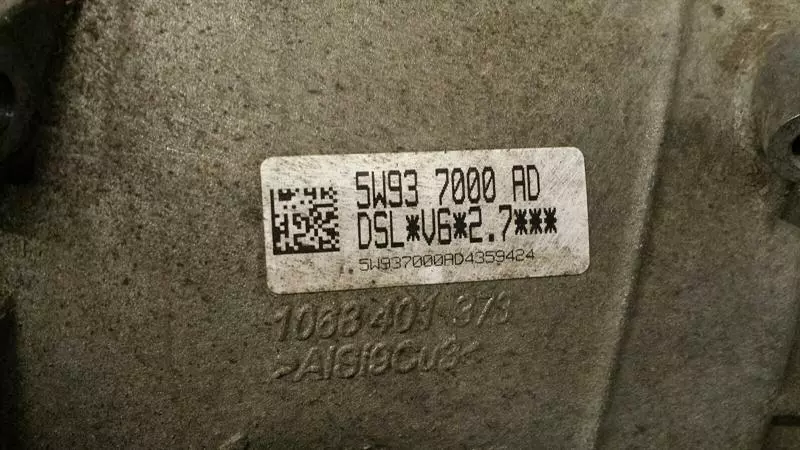 5W93 7000 AD
DSL*V6*2.7***
5W937000AD4359424
1068 401 373
>AlSi9Cu3<